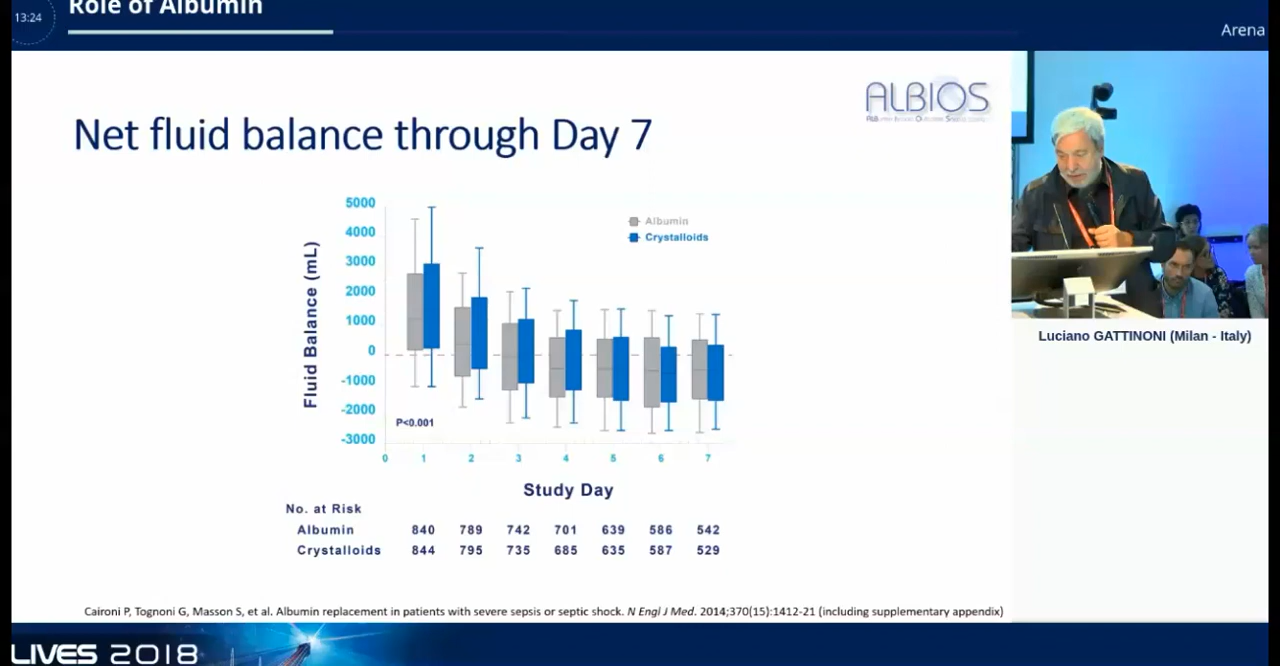 13:24
Role of Albumin
Arena
ALBIOS
Net fluid balance through Day 7
5000
4000
3000
2000
1000
0
-1000
-2000
-3000
Fluid Balance (mL)
Albumin
Crystalloids
P<0.001
0 1 2 3 4 5 6 7
Study Day
No. at Risk
Albumin 840 789 742 701 639 586 542
Crystalloids 844 795 735 685 635 587 529
Luciano GATTINONI (Milan - Italy)
Caironi P, Tognoni G, Masson S, et al. Albumin replacement in patients with severe sepsis or septic shock. N Engl J Med. 2014;370(15):1412-21 (including supplementary appendix)
LIVES 2018